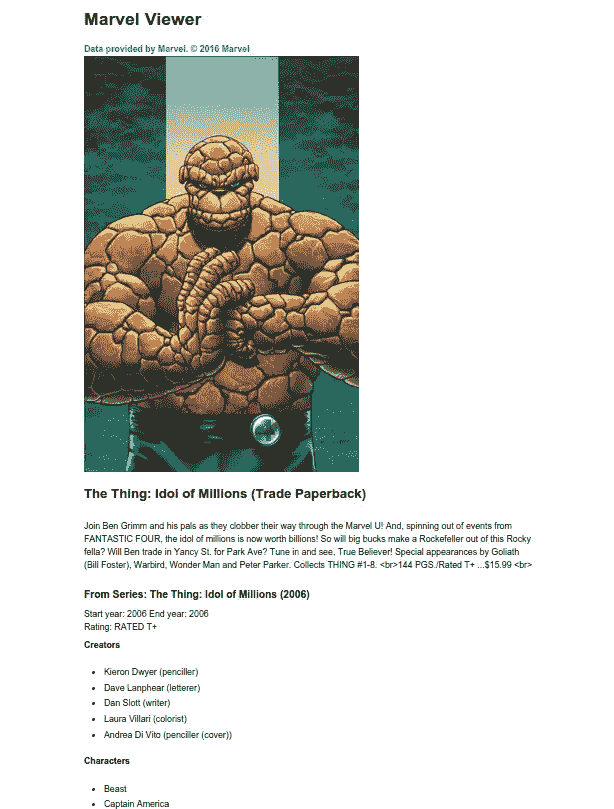 Marvel Viewer
Data provided by Marvel. © 2016 Marvel
4
The Thing: Idol of Millions (Trade Paperback)
Join Ben Grimm and his pals as they clobber their way through the Marvel U! And, spinning out of events from
FANTASTIC FOUR, the idol of millions is now worth billions! So will big bucks make a Rockefeller out of this Rocky
fella? Will Ben trade in Yancy St. for Park Ave? Tune in and see, True Believer! Special appearances by Goliath
(Bill Foster), Warbird, Wonder Man and Peter Parker. Collects THING #1-8. <br>144 PGS./Rated T+ ...$15.99 <br>
From Series: The Thing: Idol of Millions (2006)
Start year: 2006 End year: 2006
Rating: RATED T+
Creators
• Kieron Dwyer (penciller)
• Dave Lanphear (letterer)
• Dan Slott (writer)
• Laura Villari (colorist)
• Andrea Di Vito (penciller (cover))
Characters
• Beast
• Captain America